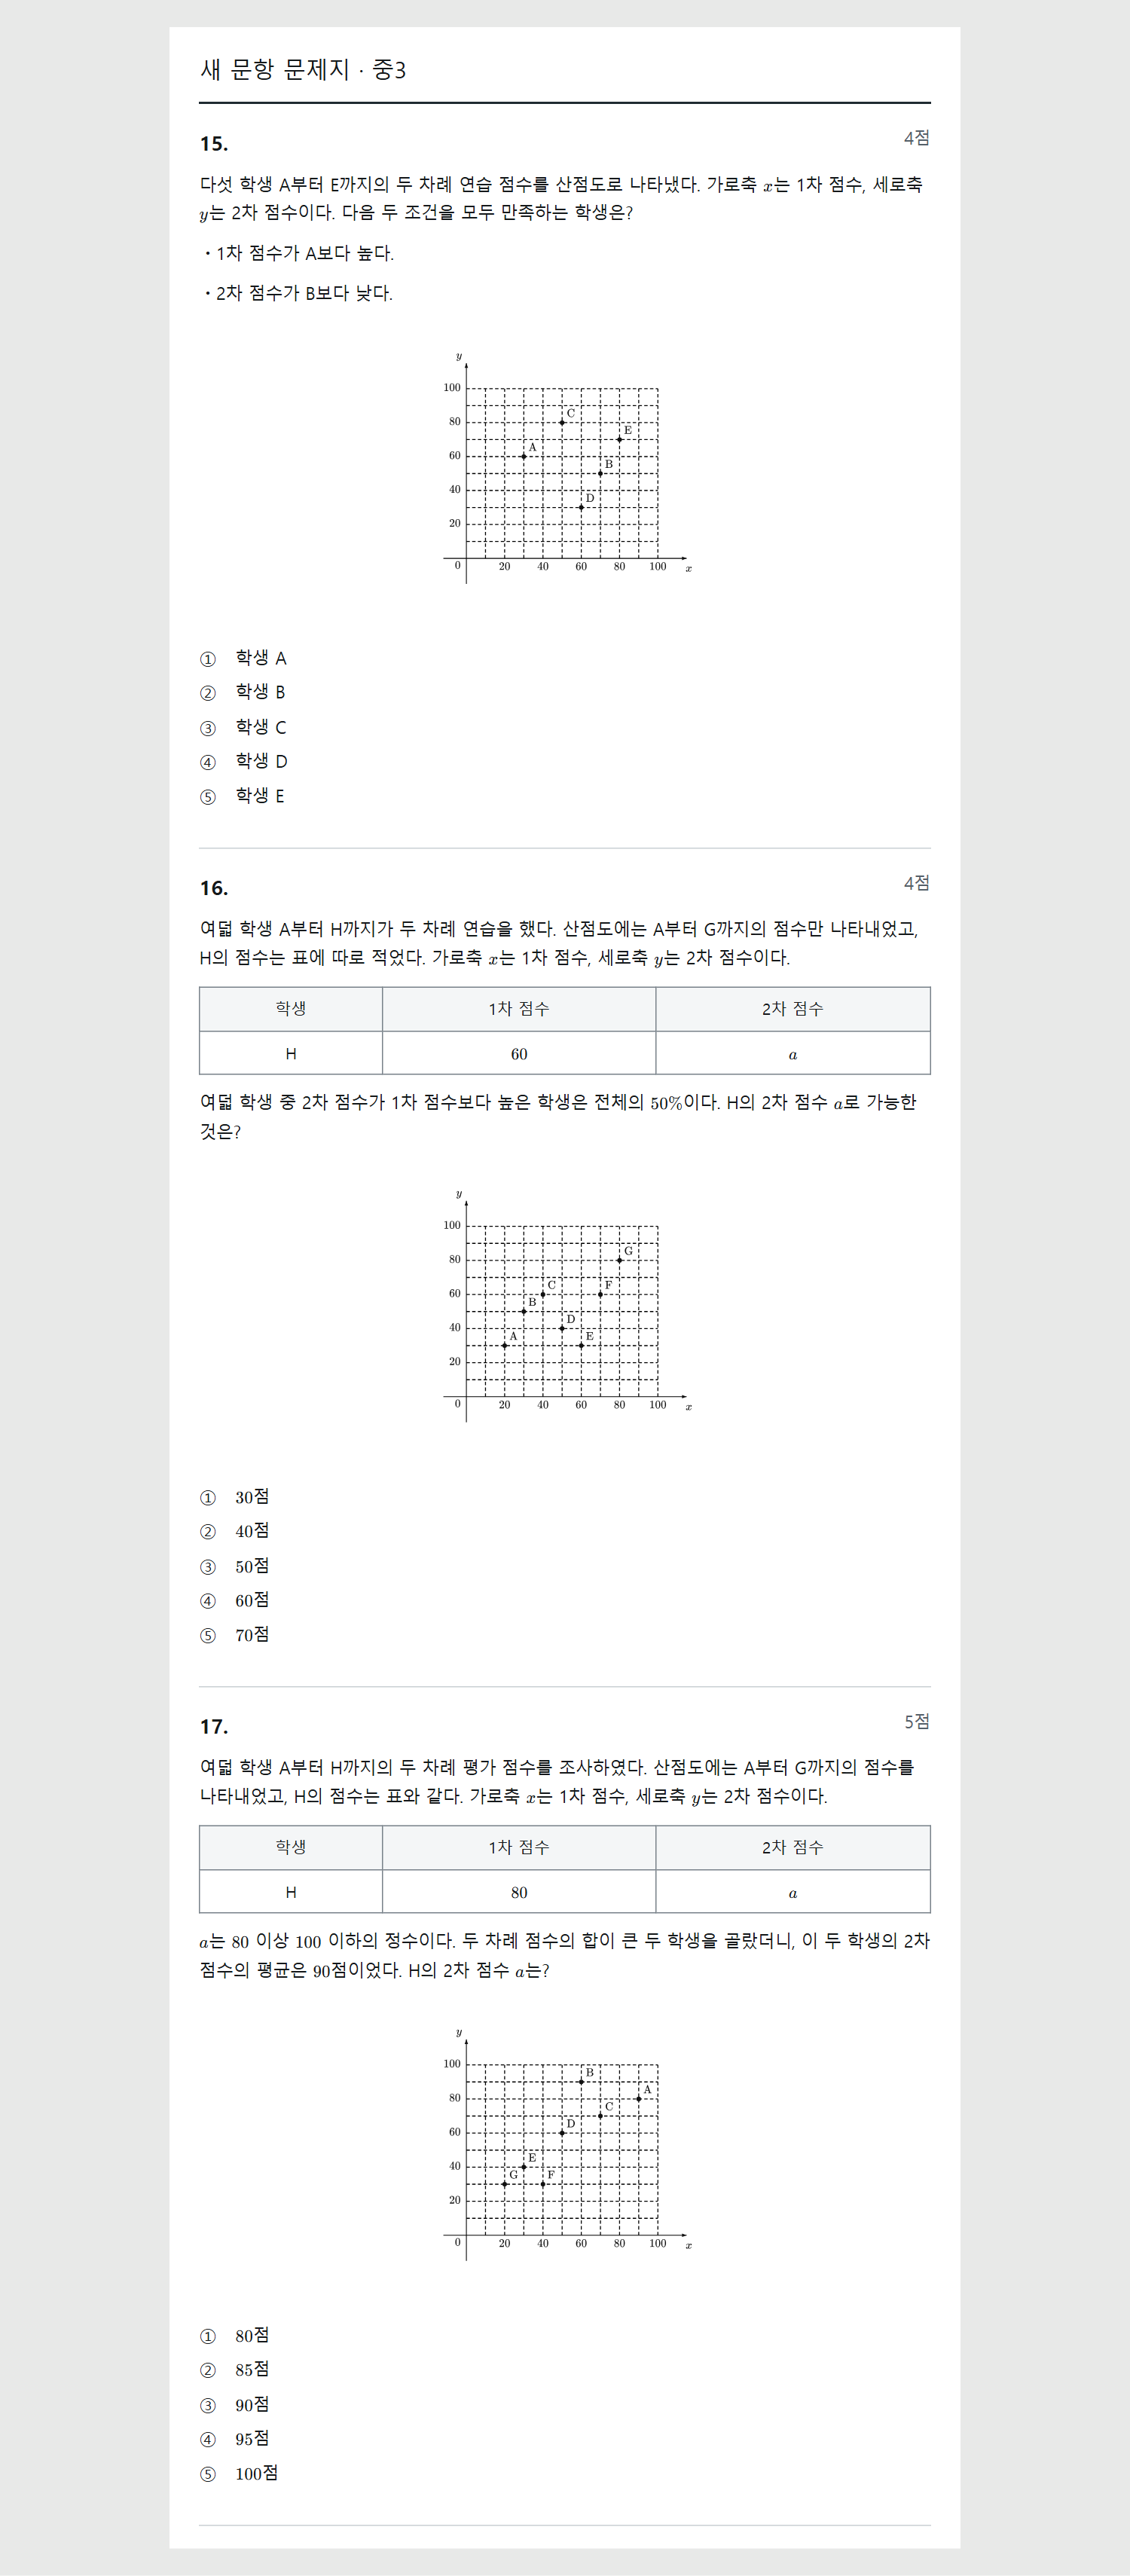 새 문항 문제지 · 중3
15.
4점
다섯 학생 A부터 E까지의 두 차례 연습 점수를 산점도로 나타냈다. 가로축 x는 1차 점수, 세로축
y는 2차 점수이다. 다음 두 조건을 모두 만족하는 학생은?
· 1차 점수가 A보다 높다.
· 2차 점수가 B보다 낮다.
y
100
C
80
E
A
60
B
40
D
20
0 20 40 60 80 100 x
① 학생 A
② 학생 B
③ 학생 C
④ 학생 D
⑤ 학생 E
16.
4점
여덟 학생 A부터 H까지가 두 차례 연습을 했다. 산점도에는 A부터 G까지의 점수만 나타내었고,
H의 점수는 표에 따로 적었다. 가로축 x는 1차 점수, 세로축 y는 2차 점수이다.
학생 1차 점수 2차 점수
H 60 a
여덟 학생 중 2차 점수가 1차 점수보다 높은 학생은 전체의 50%이다. H의 2차 점수 a로 가능한
것은?
y
100
G
80
C F
60
B
D
40
A E
20
0 20 40 60 80 100 x
① 30점
② 40점
③ 50점
④ 60점
⑤ 70점
17.
5점
여덟 학생 A부터 H까지의 두 차례 평가 점수를 조사하였다. 산점도에는 A부터 G까지의 점수를
나타내었고, H의 점수는 표와 같다. 가로축 x는 1차 점수, 세로축 y는 2차 점수이다.
학생 1차 점수 2차 점수
H 80 a
a는 80 이상 100 이하의 정수이다. 두 차례 점수의 합이 큰 두 학생을 골랐더니, 이 두 학생의 2차
점수의 평균은 90점이었다. H의 2차 점수 a는?
y
100
B
A
80
C
D
60
E
40
G F
20
0 20 40 60 80 100 x
① 80점
② 85점
③ 90점
④ 95점
⑤ 100점